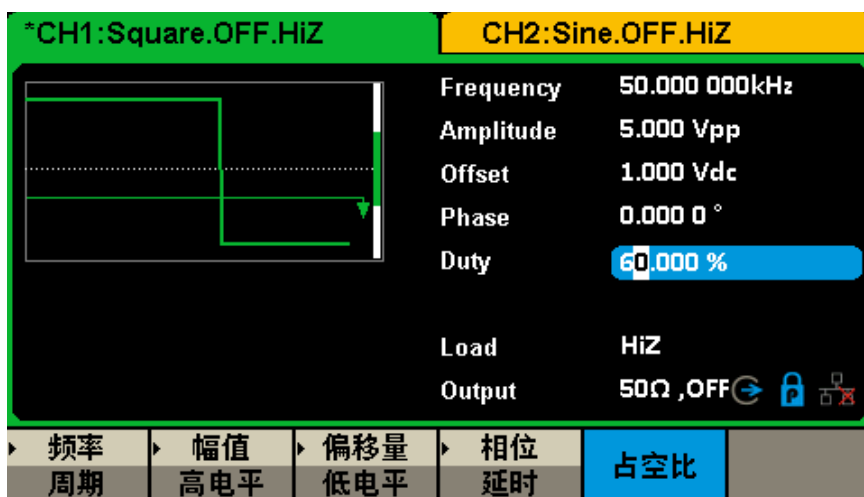 *CH1:Square.OFF.HiZ
CH2:Sine.OFF.HiZ
Frequency 50.000 000kHz
Amplitude 5.000 Vpp
Offset 1.000 Vdc
Phase 0.000 0 °
Duty 60.000 %
Load HiZ
Output 50Ω ,OFF
P
频率 幅值 偏移量 相位 占空比
周期 高电平 低电平 延时